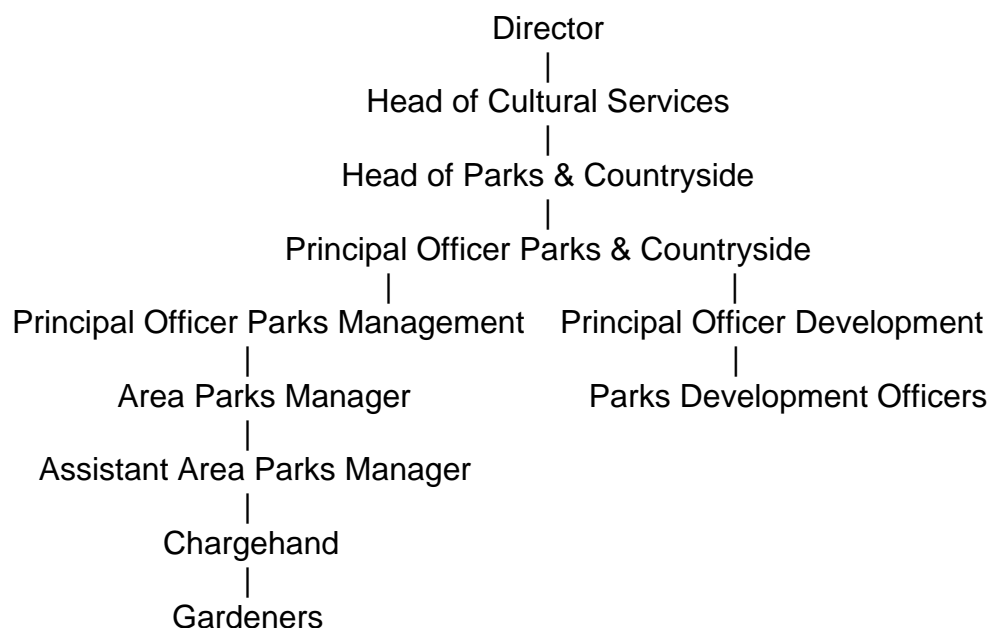 Director
|
Head of Cultural Services
|
Head of Parks & Countryside
|
Principal Officer Parks & Countryside
| |
Principal Officer Parks Management Principal Officer Development
| |
Area Parks Manager Parks Development Officers
|
Assistant Area Parks Manager
|
Chargehand
|
Gardeners